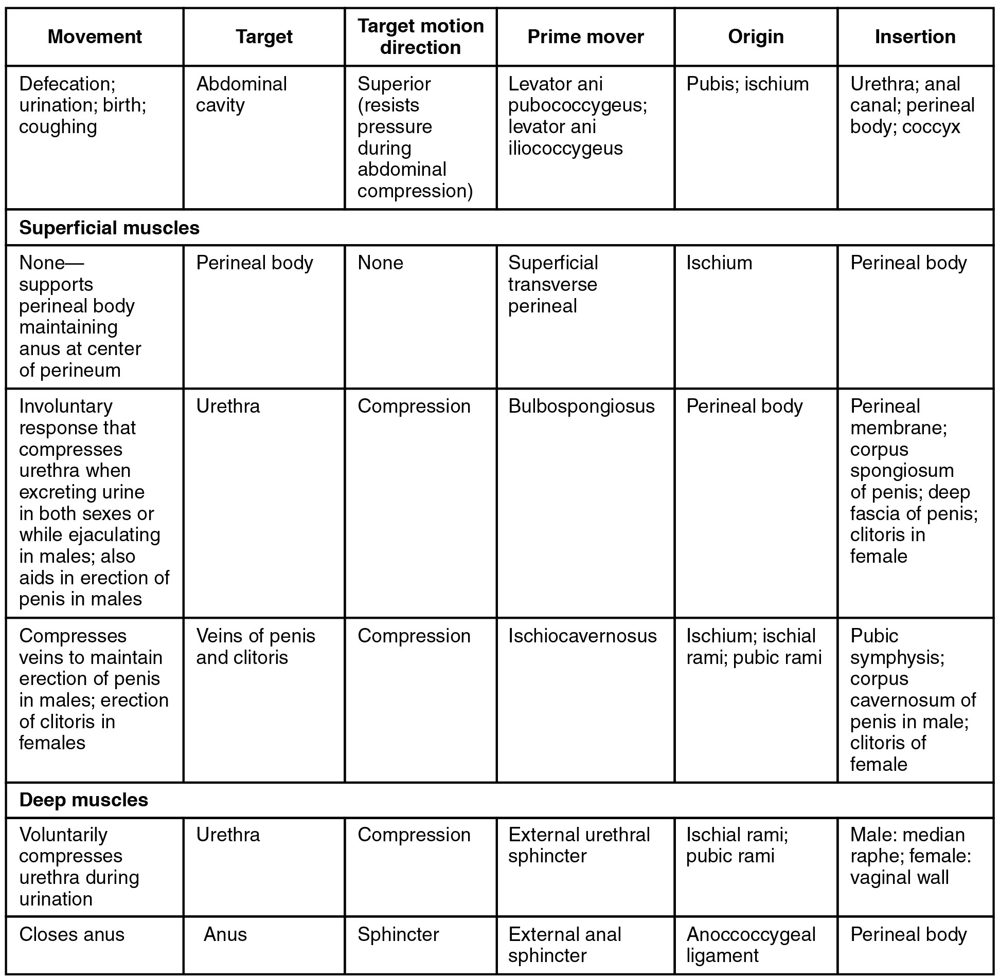 Movement
Target
Target motion
direction
Prime mover
Origin
Insertion
Defecation;
urination; birth;
coughing
Abdominal
cavity
Superior
(resists
pressure
during
abdominal
compression)
Levator ani
pubococcygeus;
levator ani
iliococcygeus
Pubis; ischium
Urethra; anal
canal; perineal
body; coccyx
Superficial muscles
None—
supports
perineal body
maintaining
anus at center
of perineum
Perineal body
None
Superficial
transverse
perineal
Ischium
Perineal body
Involuntary
response that
compresses
urethra when
excreting urine
in both sexes or
while ejaculating
in males; also
aids in erection of
penis in males
Urethra
Compression
Bulbospongiosus
Perineal body
Perineal
membrane;
corpus
spongiosum
of penis; deep
fascia of penis;
clitoris in
female
Compresses
veins to maintain
erection of penis
in males; erection
of clitoris in
females
Veins of penis
and clitoris
Compression
Ischiocavernosus
Ischium; ischial
rami; pubic rami
Pubic
symphysis;
corpus
cavernosum of
penis in male;
clitoris of
female
Deep muscles
Voluntarily
compresses
urethra during
urination
Urethra
Compression
External urethral
sphincter
Ischial rami;
pubic rami
Male: median
raphe; female:
vaginal wall
Closes anus
Anus
Sphincter
External anal
sphincter
Anoccoccygeal
ligament
Perineal body